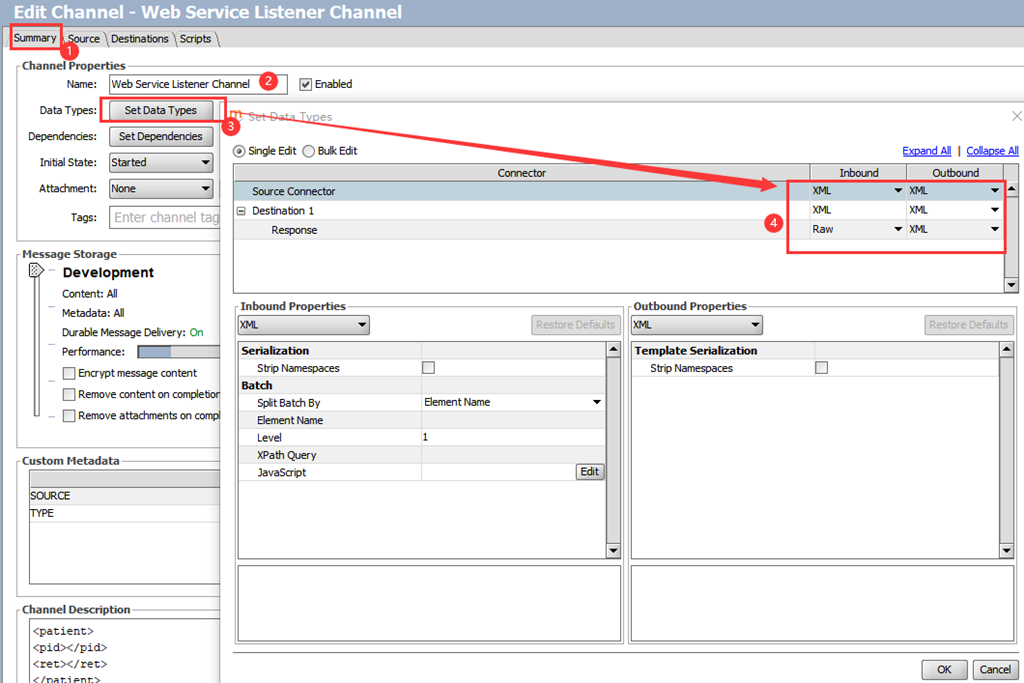 Edit Channel - Web Service Listener Channel
Summary Source Destinations Scripts
1
Channel Properties
Name: Web Service Listener Channel 2 Enabled
Data Types: Set Data Types
3
Dependencies: Set Dependencies
Initial State: Started
Attachment: None
Tags: Enter channel tag
Message Storage
Development
Content: All
Metadata: All
Durable Message Delivery: On
Performance:
Encrypt message content
Remove content on completion
Remove attachments on compl
Custom Metadata
SOURCE
TYPE
Channel Description
<patient>
<pid></pid>
<ret></ret>
</patient>
Set Data Types
Single Edit Bulk Edit Expand All | Collapse All
Connector Inbound Outbound
Source Connector XML XML
Destination 1 XML XML
4
Response Raw XML
Inbound Properties
XML Restore Defaults
Serialization
Strip Namespaces
Batch
Split Batch By Element Name
Element Name
Level 1
XPath Query
JavaScript Edit
Outbound Properties
XML Restore Defaults
Template Serialization
Strip Namespaces
OK Cancel